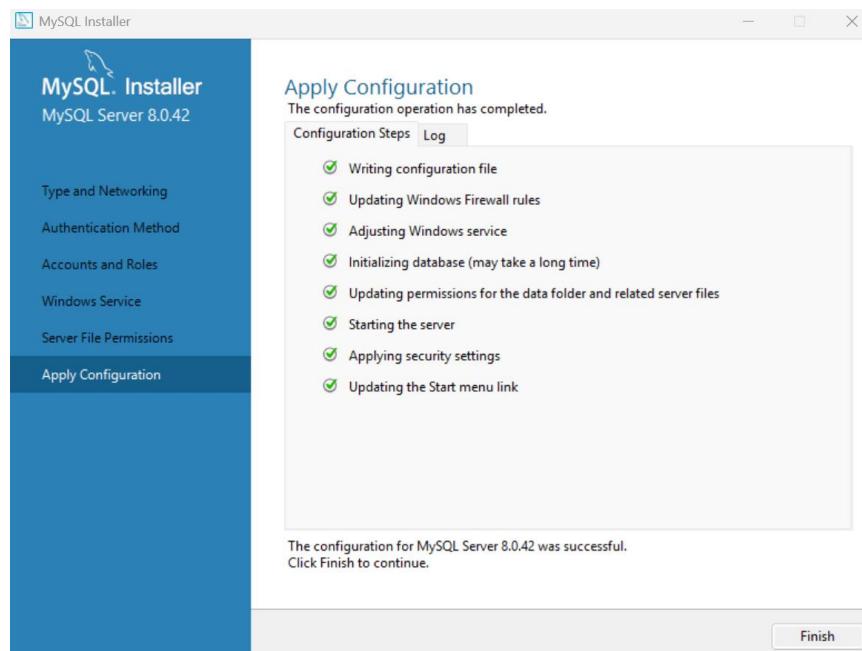 MySQL Installer
MySQL. Installer
MySQL Server 8.0.42
Type and Networking
Authentication Method
Accounts and Roles
Windows Service
Server File Permissions
Apply Configuration
Apply Configuration
The configuration operation has completed.
Configuration Steps Log
Writing configuration file
Updating Windows Firewall rules
Adjusting Windows service
Initializing database (may take a long time)
Updating permissions for the data folder and related server files
Starting the server
Applying security settings
Updating the Start menu link
The configuration for MySQL Server 8.0.42 was successful.
Click Finish to continue.
Finish